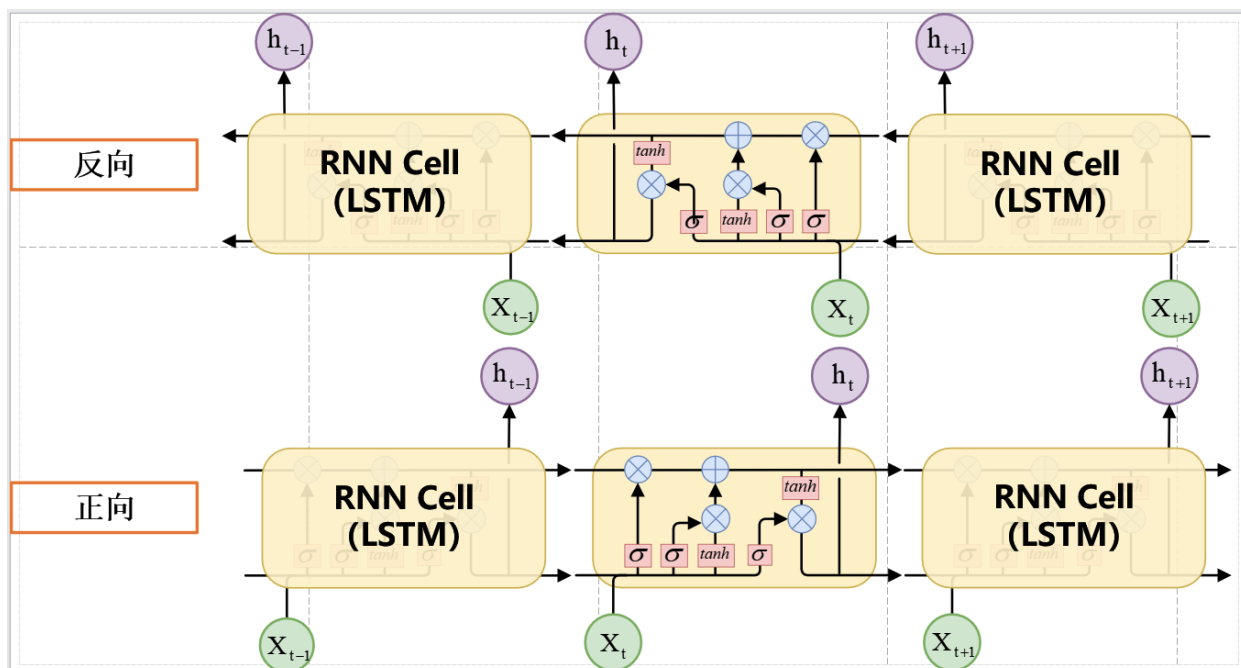 h_{t-1} h_t h_{t+1}
反向
RNN Cell
(LSTM)
tanh
σ tanh σ σ
RNN Cell
(LSTM)
X_{t-1} X_t X_{t+1}
h_{t-1} h_t h_{t+1}
正向
RNN Cell
(LSTM)
tanh
σ σ tanh σ
RNN Cell
(LSTM)
X_{t-1} X_t X_{t+1}